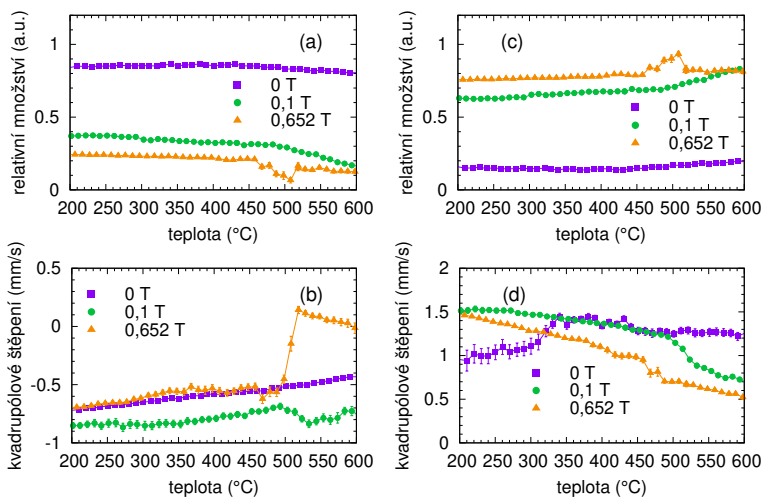 relativní množství (a.u.)
1
0.5
0
(a)
0 T
0,1 T
0,652 T
200 250 300 350 400 450 500 550 600
teplota (°C)
relativní množství (a.u.)
1
0.5
0
(c)
0 T
0,1 T
0,652 T
200 250 300 350 400 450 500 550 600
teplota (°C)
kvadrupólové štěpení (mm/s)
0.5
0
-0.5
-1
(b)
0 T
0,1 T
0,652 T
200 250 300 350 400 450 500 550 600
teplota (°C)
kvadrupólové štěpení (mm/s)
2
1.5
1
0.5
0
(d)
0 T
0,1 T
0,652 T
200 250 300 350 400 450 500 550 600
teplota (°C)